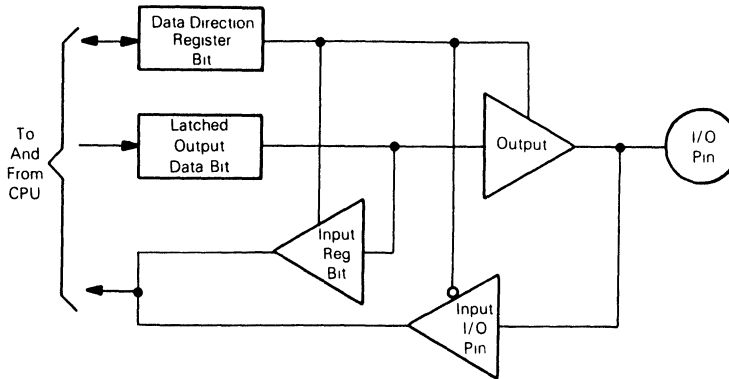 Data Direction
Register
Bit
To
And
From
CPU
Latched
Output
Data Bit
Output
I/O
Pin
Input
Reg
Bit
Input
I/O
Pin